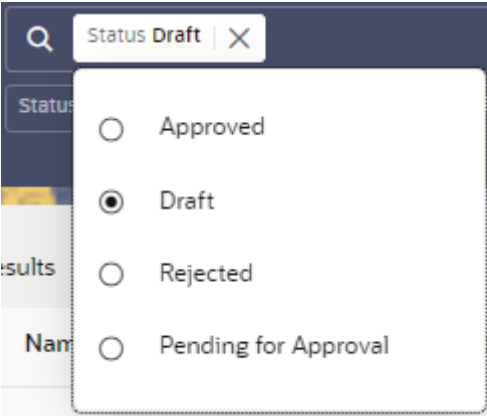 Status Draft
Status
Approved
Draft
esults
Rejected
Nam
Pending for Approval